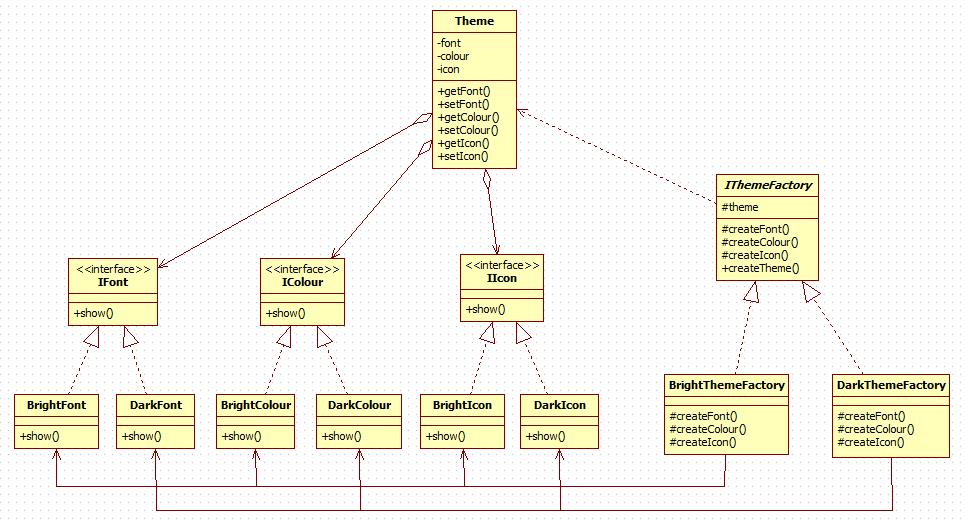 Theme
-font
-colour
-icon
+getFont()
+setFont()
+getColour()
+setColour()
+getIcon()
+setIcon()
IThemeFactory
#theme
#createFont()
#createColour()
#createIcon()
+createTheme()
<<interface>>
IFont
+show()
<<interface>>
IColour
+show()
<<interface>>
IIcon
+show()
BrightFont
+show()
DarkFont
+show()
BrightColour
+show()
DarkColour
+show()
BrightIcon
+show()
DarkIcon
+show()
BrightThemeFactory
#createFont()
#createColour()
#createIcon()
DarkThemeFactory
#createFont()
#createColour()
#createIcon()